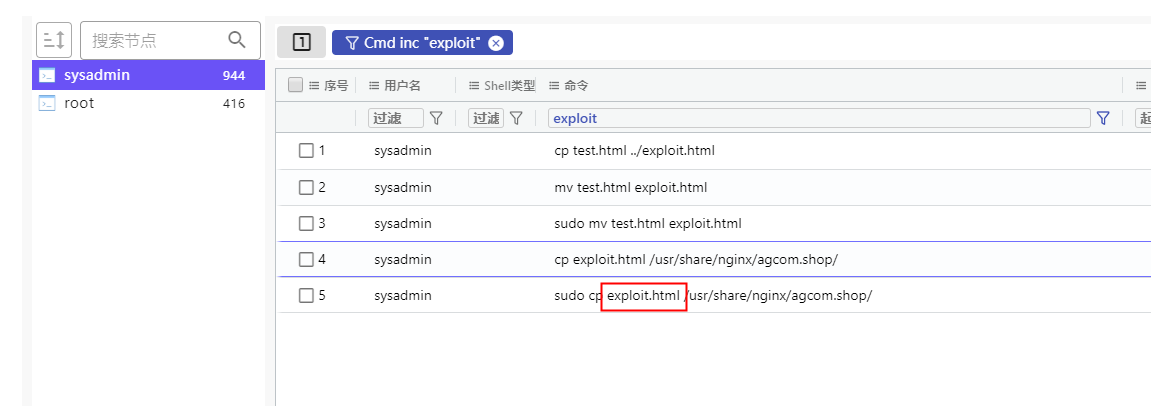 搜索节点
1
Cmd inc "exploit"
sysadmin 944
root 416
序号 用户名 Shell类型 命令
过滤 过滤 exploit
1 sysadmin cp test.html ../exploit.html
2 sysadmin mv test.html exploit.html
3 sysadmin sudo mv test.html exploit.html
4 sysadmin cp exploit.html /usr/share/nginx/agcom.shop/
5 sysadmin sudo cp exploit.html /usr/share/nginx/agcom.shop/